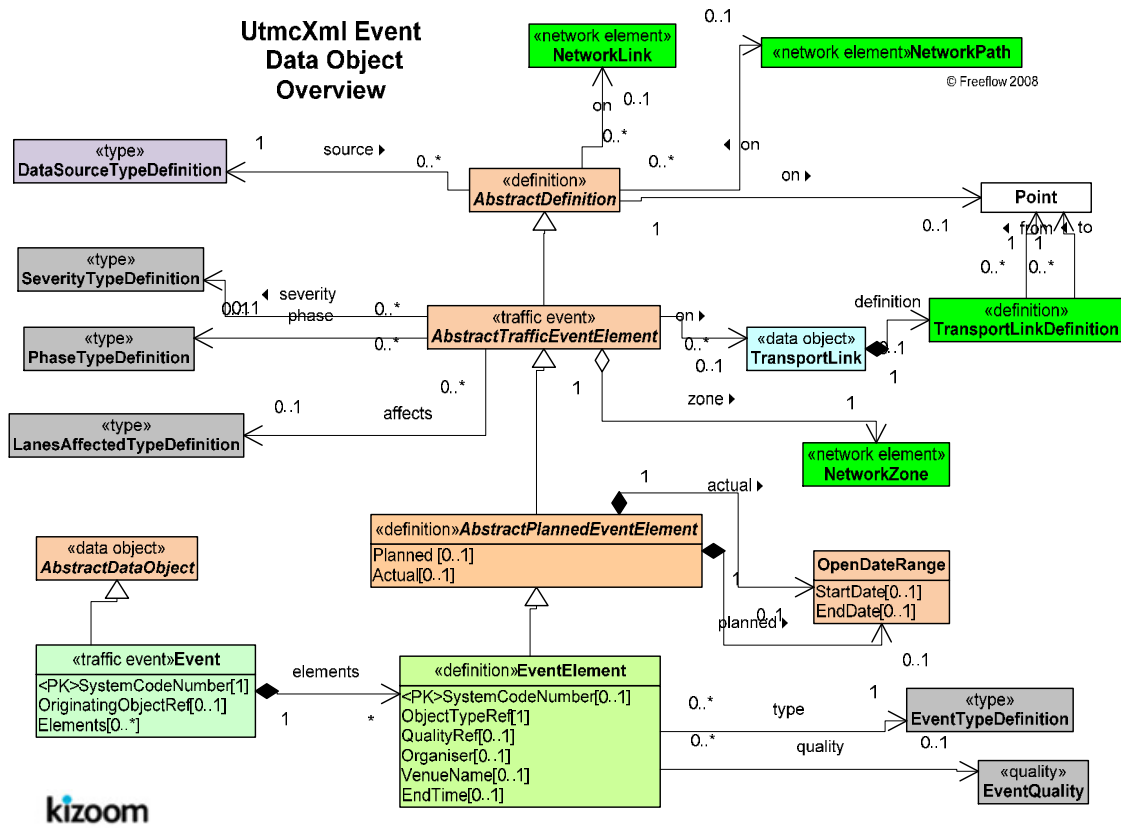 UtmcXml Event
Data Object
Overview
«network element»
NetworkLink
0..1
«network element»NetworkPath
© Freeflow 2008
0..1
on
0..*
«type»
DataSourceTypeDefinition
1
source
0..*
«definition»
AbstractDefinition
0..*
on
on
1
0..1
Point
from
to
1
1
0..*
0..*
«type»
SeverityTypeDefinition
severity
phase
0..*
0..*
«type»
PhaseTypeDefinition
«traffic event»
AbstractTrafficEventElement
on
0..*
0..1
«data object»
TransportLink
definition
0..1
1
«definition»
TransportLinkDefinition
0..*
0..1
affects
«type»
LanesAffectedTypeDefinition
1
zone
1
«network element»
NetworkZone
1
actual
«definition»AbstractPlannedEventElement
Planned [0..1]
Actual[0..1]
1
0..1
planned
0..1
OpenDateRange
StartDate[0..1]
EndDate[0..1]
«data object»
AbstractDataObject
«traffic event»Event
<PK>SystemCodeNumber[1]
OriginatingObjectRef[0..1]
Elements[0..*]
elements
1
*
«definition»EventElement
<PK>SystemCodeNumber[0..1]
ObjectTypeRef[1]
QualityRef[0..1]
Organiser[0..1]
VenueName[0..1]
EndTime[0..1]
0..*
type
1
«type»
EventTypeDefinition
0..*
quality
0..1
«quality»
EventQuality
kizoom